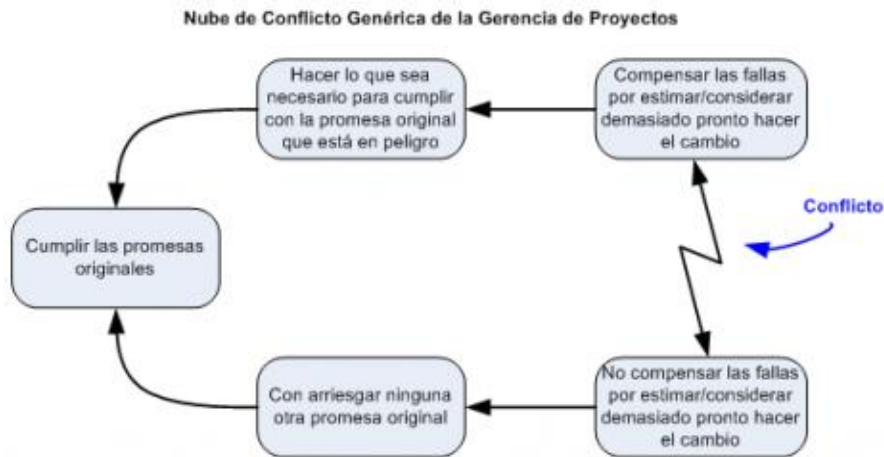 Nube de Conflicto Genérica de la Gerencia de Proyectos
Hacer lo que sea
necesario para cumplir
con la promesa original
que está en peligro
Compensar las fallas
por estimar/considerar
demasiado pronto hacer
el cambio
Conflicto
Cumplir las promesas
originales
Con arriesgar ninguna
otra promesa original
No compensar las fallas
por estimar/considerar
demasiado pronto hacer
el cambio